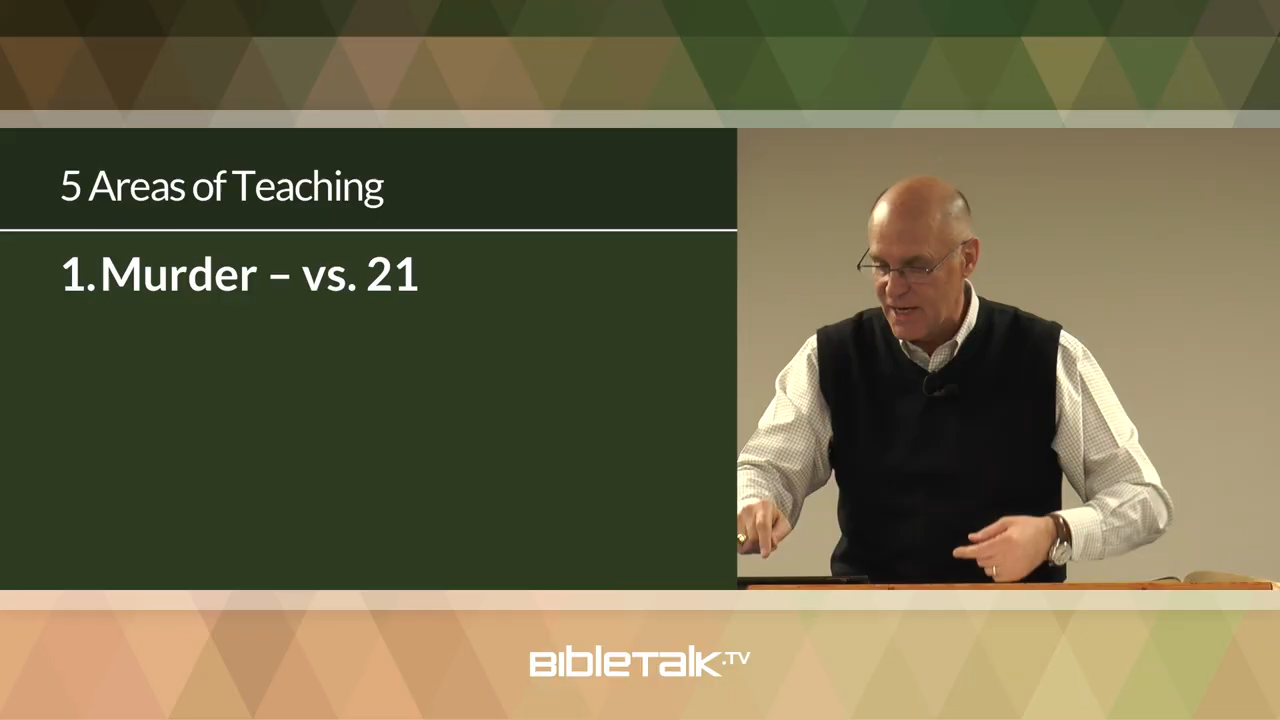 5 Areas of Teaching
1. Murder – vs. 21
BIBLETALK.TV